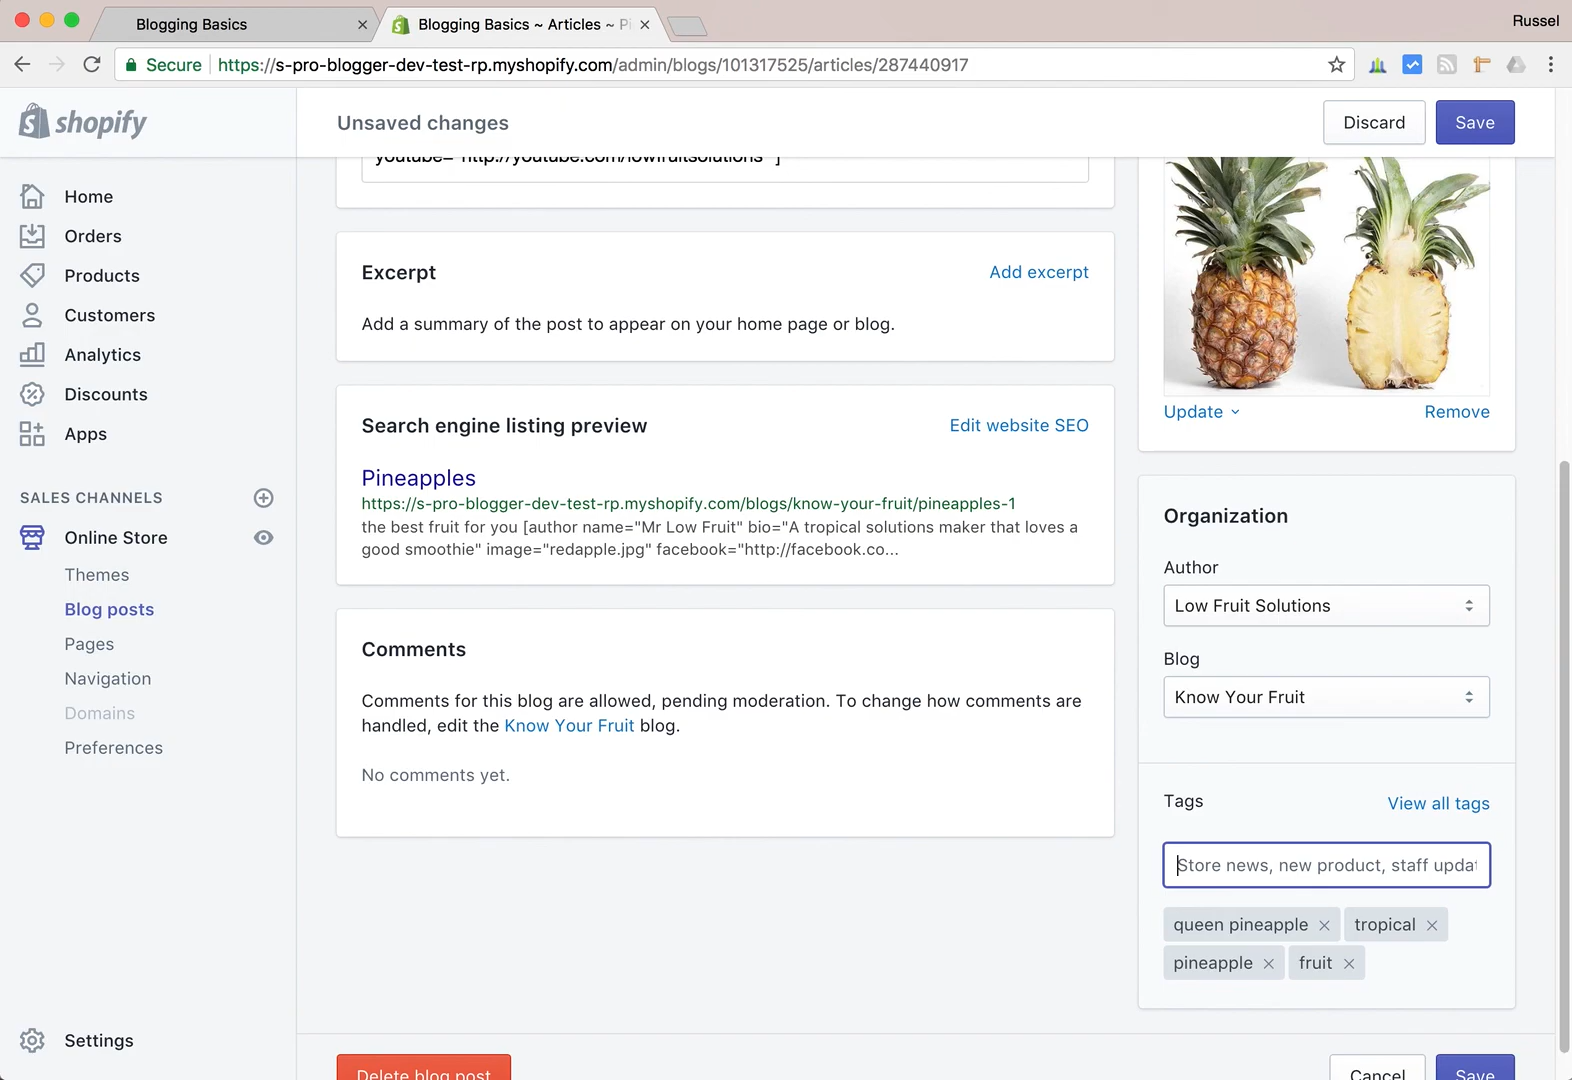 Blogging Basics
Blogging Basics ~ Articles ~ Pi
Russel
Secure https://s-pro-blogger-dev-test-rp.myshopify.com/admin/blogs/101317525/articles/287440917
shopify
Unsaved changes
Discard
Save
youtube="http://youtube.com/lowfruitsolutions" ]
Home
Orders
Products
Customers
Analytics
Discounts
Apps
SALES CHANNELS
Online Store
Themes
Blog posts
Pages
Navigation
Domains
Preferences
Settings
Excerpt
Add excerpt
Add a summary of the post to appear on your home page or blog.
Search engine listing preview
Edit website SEO
Pineapples
https://s-pro-blogger-dev-test-rp.myshopify.com/blogs/know-your-fruit/pineapples-1
the best fruit for you [author name="Mr Low Fruit" bio="A tropical solutions maker that loves a
good smoothie" image="redapple.jpg" facebook="http://facebook.co...
Comments
Comments for this blog are allowed, pending moderation. To change how comments are
handled, edit the Know Your Fruit blog.
No comments yet.
Update
Remove
Organization
Author
Low Fruit Solutions
Blog
Know Your Fruit
Tags
View all tags
Store news, new product, staff updat
queen pineapple
tropical
pineapple
fruit
Delete blog post
Cancel
Save